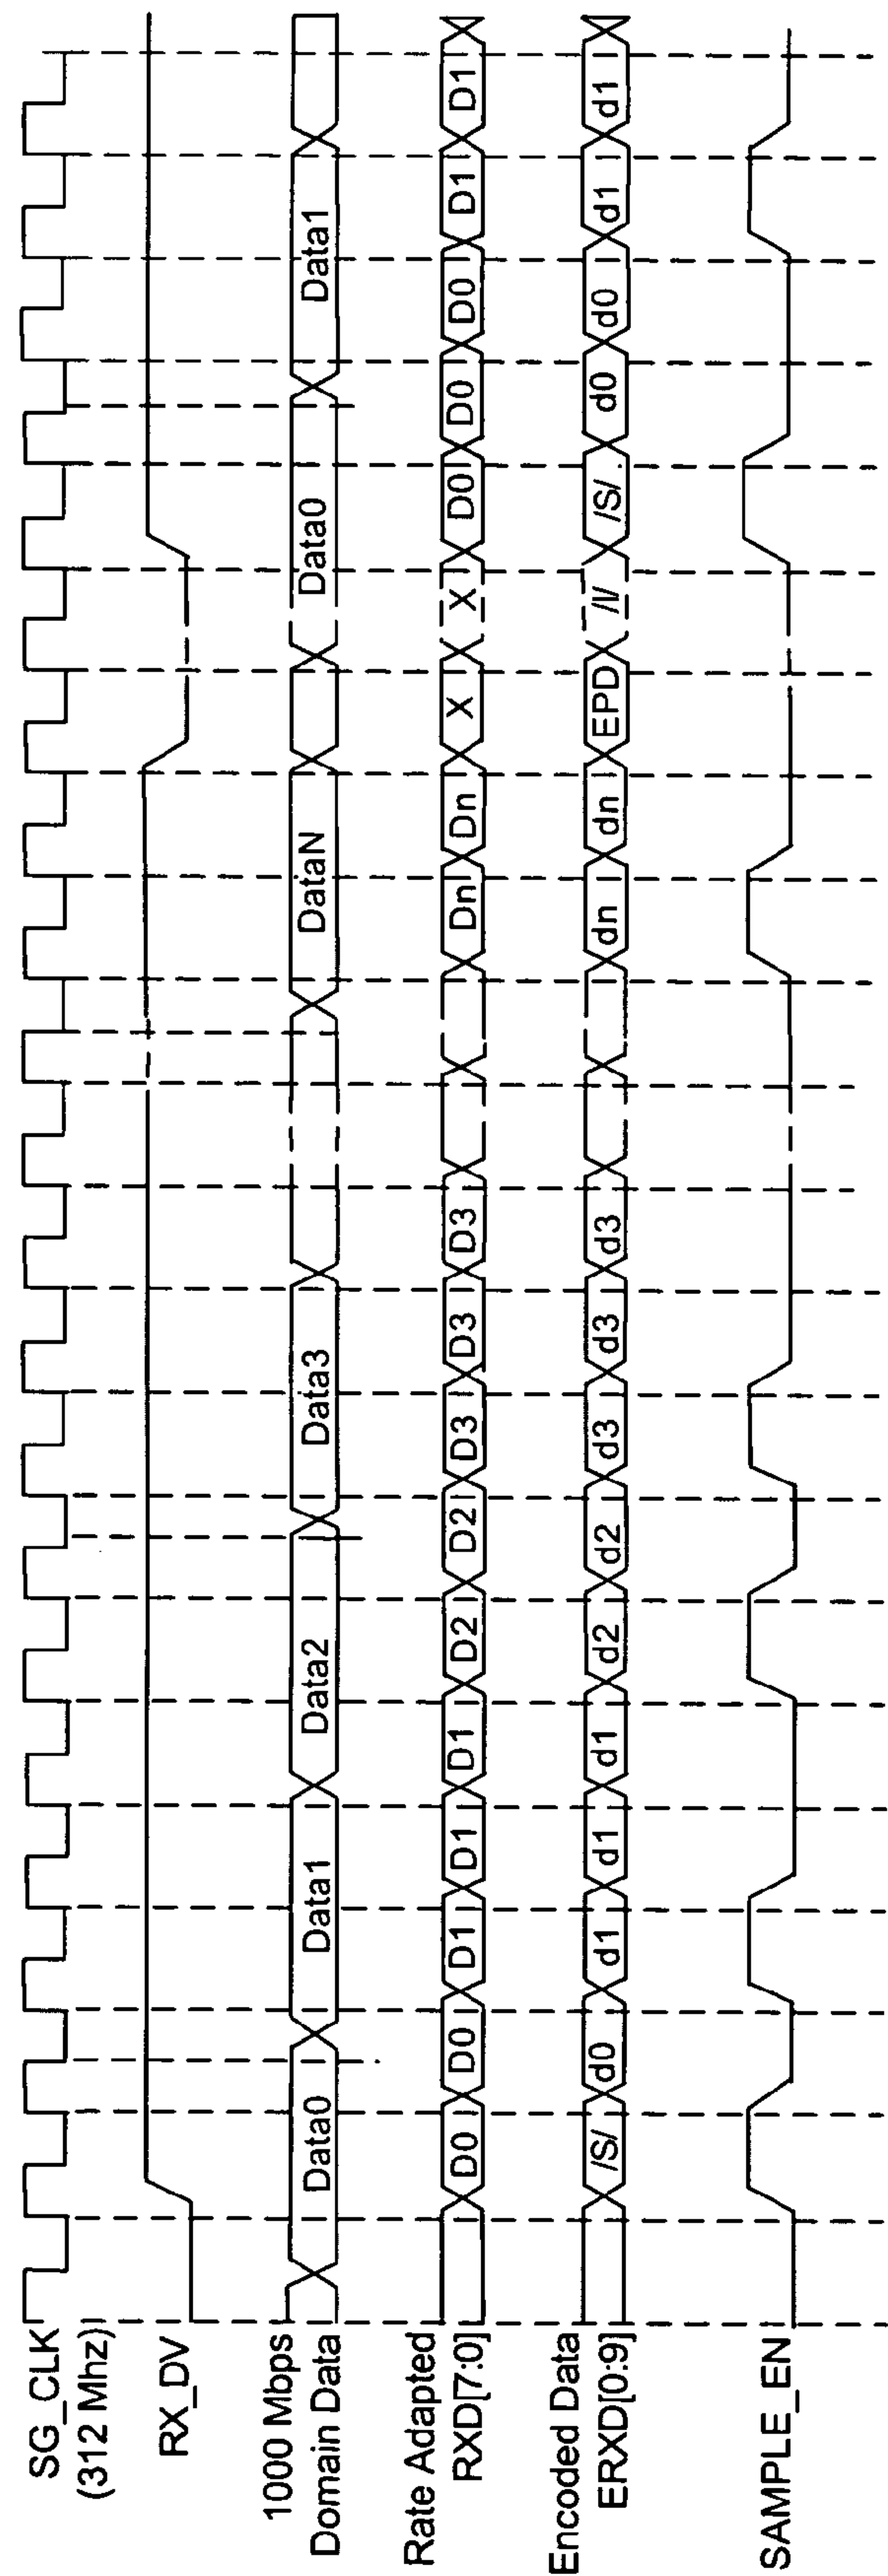 SG_CLK
(312 Mhz)
RX_DV
1000 Mbps
Domain Data
Data0 Data1 Data2 Data3 DataN Data0 Data1
Rate Adapted
RXD[7:0]
D0 D0 D1 D1 D1 D2 D2 D3 D3 D3 Dn Dn X X D0 D0 D0 D1 D1
Encoded Data
ERXD[0:9]
/S/ d0 d1 d1 d1 d2 d2 d3 d3 d3 dn dn EPD /I/ /S/ d0 d0 d1 d1
SAMPLE_EN